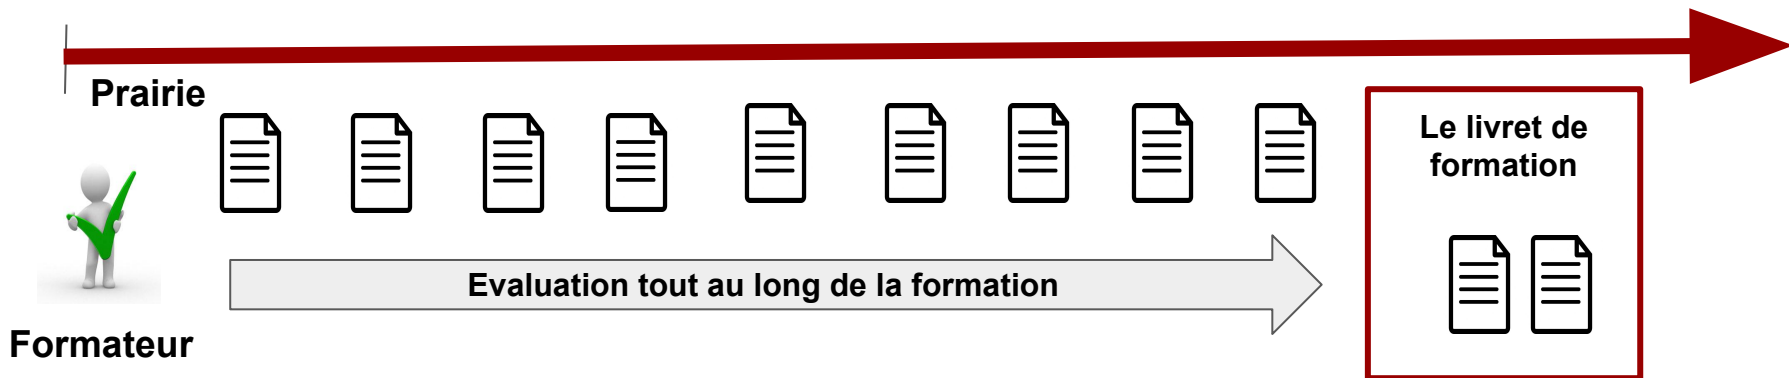 Prairie
Le livret de
formation
Evaluation tout au long de la formation
Formateur